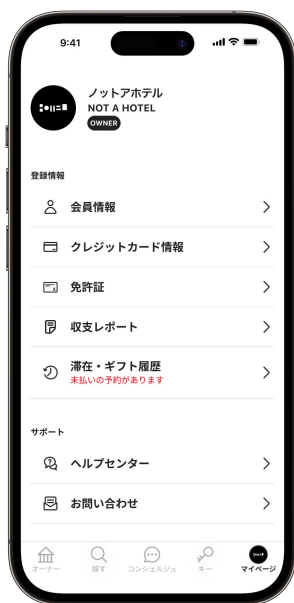 9:41
ノットアホテル
NOT A HOTEL
OWNER
登録情報
会員情報
クレジットカード情報
免許証
収支レポート
滞在・ギフト履歴
未払いの予約があります
サポート
ヘルプセンター
お問い合わせ
オーナー
探す
コンシェルジュ
キー
マイページ